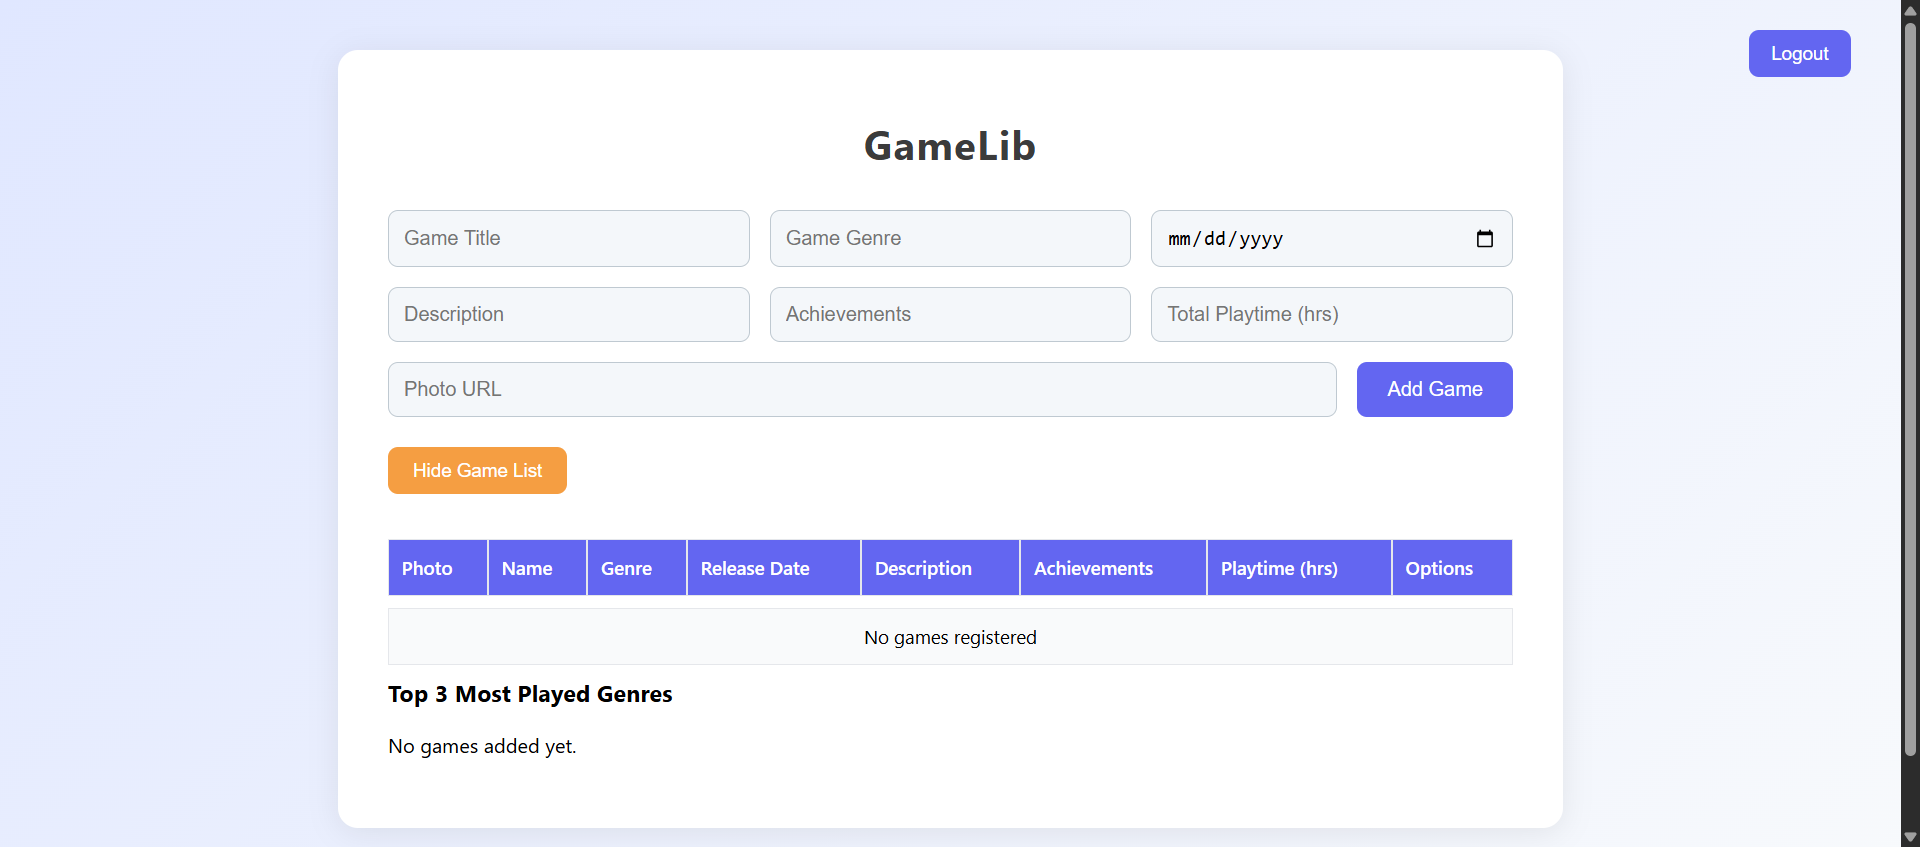 Logout
GameLib
Game Title Game Genre mm/dd/yyyy
Description Achievements Total Playtime (hrs)
Photo URL Add Game
Hide Game List
Photo Name Genre Release Date Description Achievements Playtime (hrs) Options
No games registered
Top 3 Most Played Genres
No games added yet.